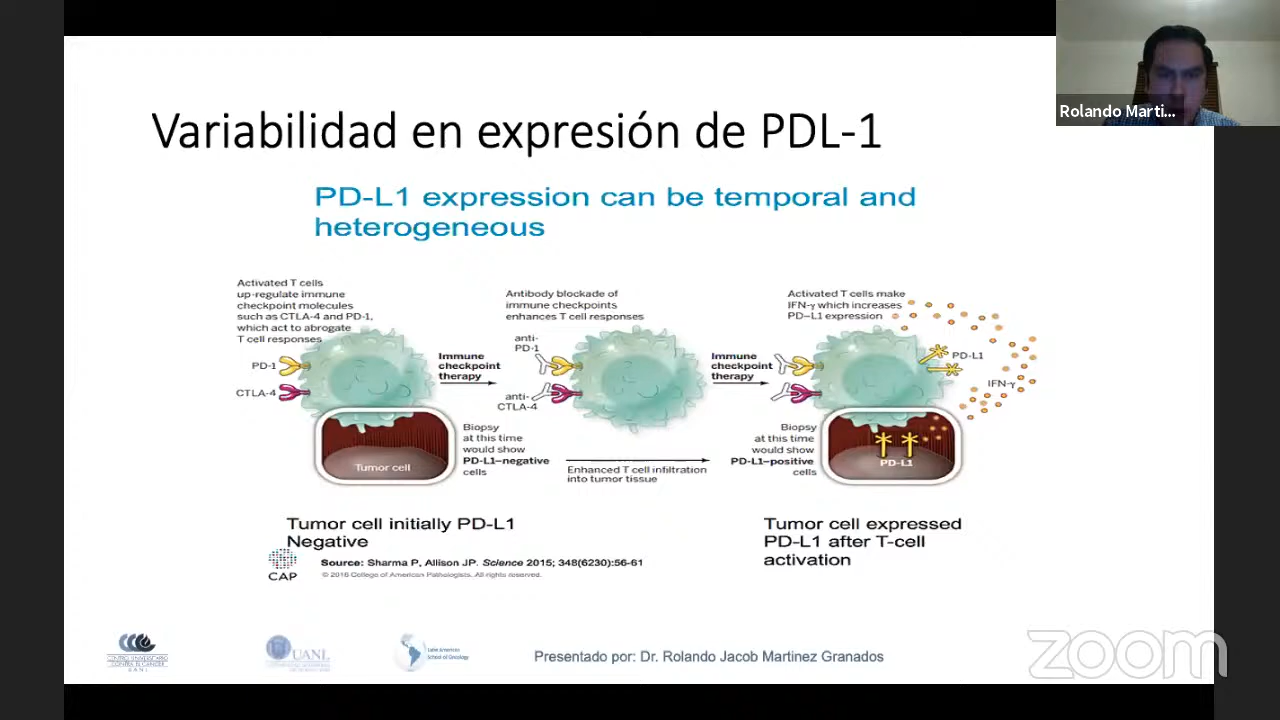 Rolando Marti...
Variabilidad en expresión de PDL-1
PD-L1 expression can be temporal and
heterogeneous
Activated T cells
up-regulate immune
checkpoint molecules
such as CTLA-4 and PD-1,
which act to abrogate
T cell responses
PD-1
CTLA-4
Tumor cell
Immune
checkpoint
therapy
Biopsy
at this time
would show
PD-L1–negative
cells
Antibody blockade of
immune checkpoints
enhances T cell responses
anti-
PD-1
anti-
CTLA-4
Enhanced T cell infiltration
into tumor tissue
Immune
checkpoint
therapy
Biopsy
at this time
would show
PD-L1–positive
cells
Activated T cells make
IFN-γ which increases
PD–L1 expression
PD-L1
IFN-γ
PD-L1
Tumor cell initially PD-L1
Negative
Tumor cell expressed
PD-L1 after T-cell
activation
CAP
Source: Sharma P, Allison JP. Science 2015; 348(6230):56-61
© 2016 College of American Pathologists. All rights reserved.
UANL
Latin American
School of Oncology
Presentado por: Dr. Rolando Jacob Martinez Granados
zoom